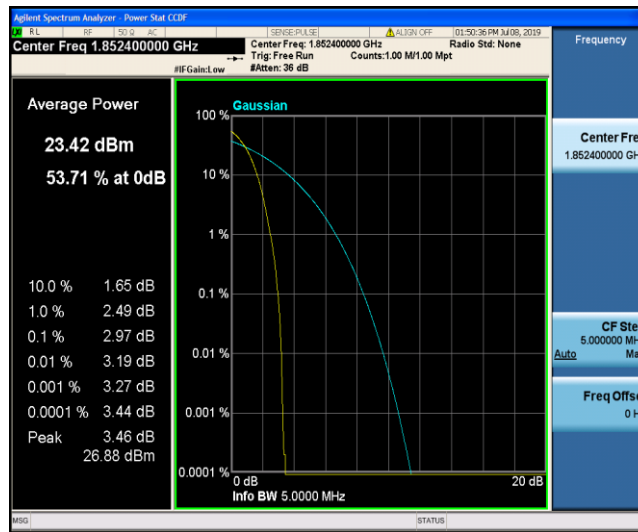 Agilent Spectrum Analyzer - Power Stat CCDF
RL RF 50 Ω AC SENSE:PULSE ALIGN OFF 01:50:36 PM Jul 08, 2019
Center Freq 1.852400000 GHz
Center Freq: 1.852400000 GHz Radio Std: None
Trig: Free Run Counts:1.00 M/1.00 Mpt
#IFGain:Low #Atten: 36 dB
Frequency
Average Power
23.42 dBm
53.71 % at 0dB
10.0 % 1.65 dB
1.0 % 2.49 dB
0.1 % 2.97 dB
0.01 % 3.19 dB
0.001 % 3.27 dB
0.0001 % 3.44 dB
Peak 3.46 dB
26.88 dBm
Gaussian
100 %
10 %
1 %
0.1 %
0.01 %
0.001 %
0.0001 %
0 dB 20 dB
Info BW 5.0000 MHz
Center Fre
1.852400000 GH
CF Ste
5.000000 MH
Auto Ma
Freq Offs
0 H
MSG STATUS